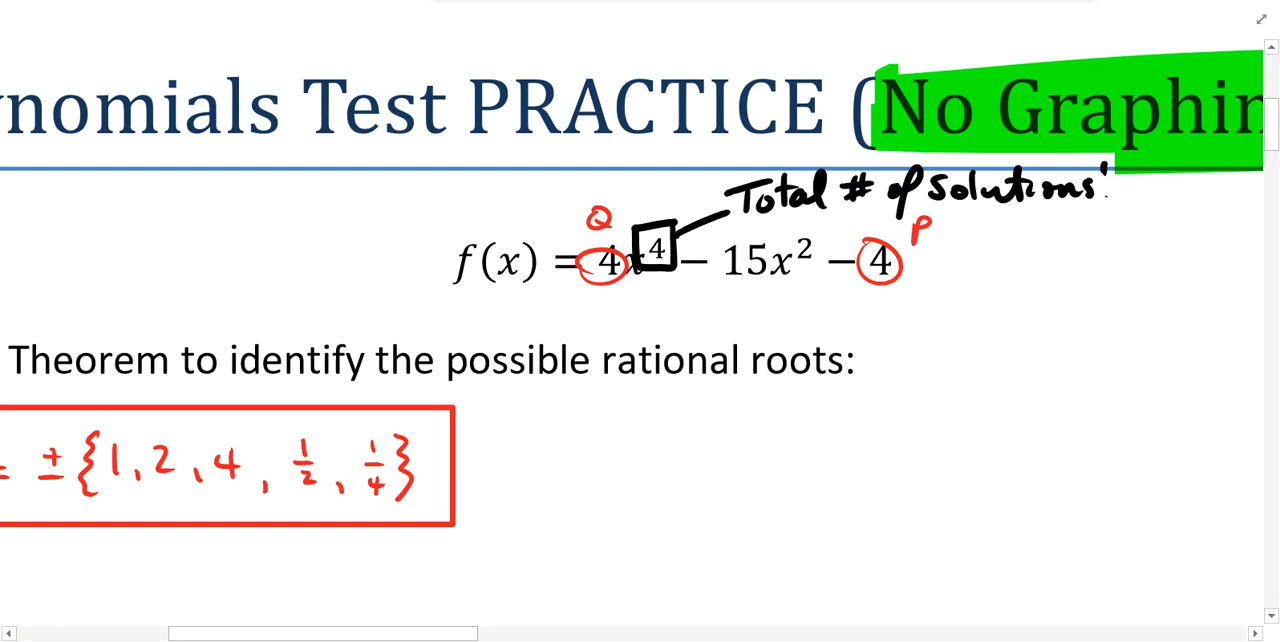 ynomials Test PRACTICE (No Graphin
Total # of solutions!
Q
P
f(x) = 4x⁴ − 15x² − 4
Theorem to identify the possible rational roots:
= ± {1, 2, 4, 1/2, 1/4}